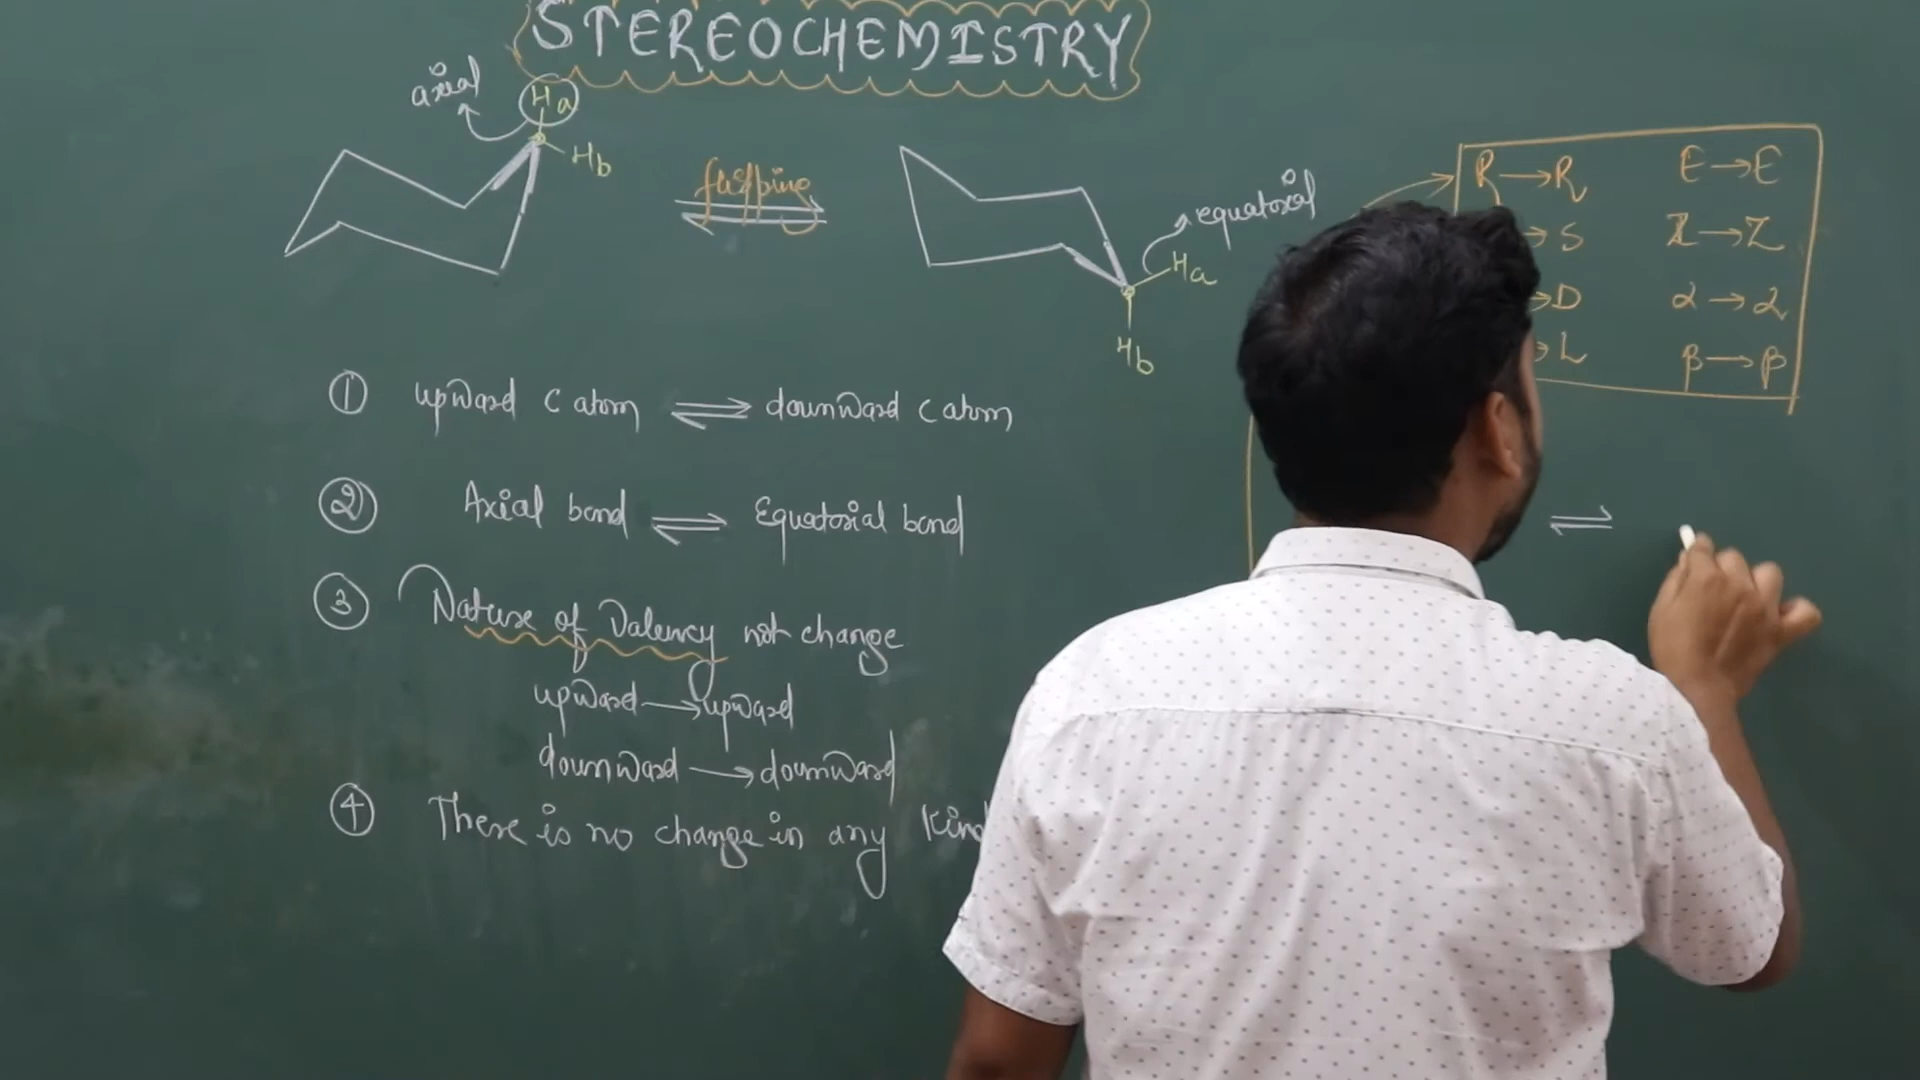 STEREOCHEMISTRY
axial
Ha
Hb
flipping
equatorial
Ha
Hb
R → R E → E
→ S Z → Z
→ D α → α
→ L β → β
① upward C atom ⇌ downward C atom
② Axial bond ⇌ Equatorial bond
③ Nature of Valency not change
upward → upward
downward → downward
④ There is no change in any
⇌